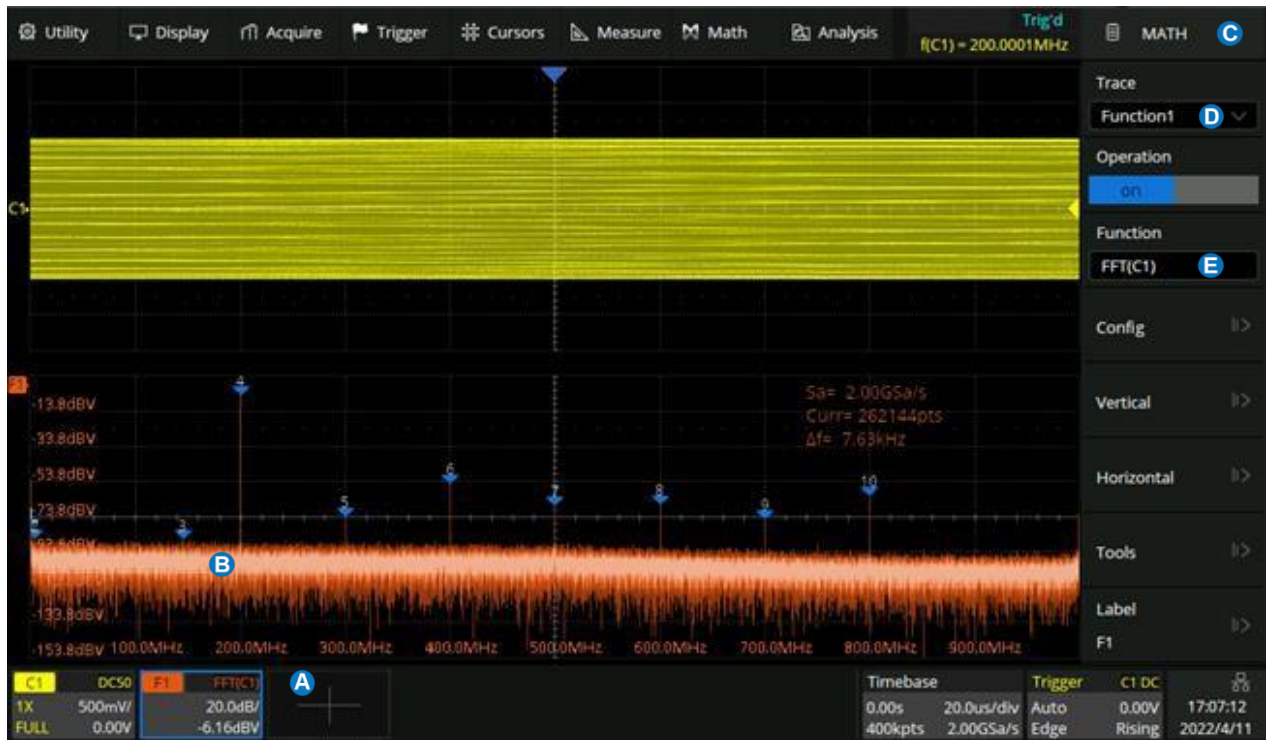 Utility Display Acquire Trigger Cursors Measure Math Analysis
Trig'd
f(C1) = 200.0001MHz
MATH C
Trace
Function1 D
Operation
on
Function
FFT(C1) E
Config
Vertical
Horizontal
Tools
Label
F1
C1
F1
Sa= 2.00GSa/s
Curr= 262144pts
Δf= 7.63kHz
-13.8dBV
-33.8dBV
-53.8dBV
-73.8dBV
-93.8dBV
-133.8dBV
-153.8dBV 100.0MHz 200.0MHz 300.0MHz 400.0MHz 500.0MHz 600.0MHz 700.0MHz 800.0MHz 900.0MHz
3 4 5 6 7 8 9 10
B
A
C1 DC50
1X 500mV/
FULL 0.00V
F1 FFT(C1)
20.0dB/
-6.16dBV
Timebase
0.00s 20.0us/div
400kpts 2.00GSa/s
Trigger C1 DC
Auto 0.00V
Edge Rising
17:07:12
2022/4/11